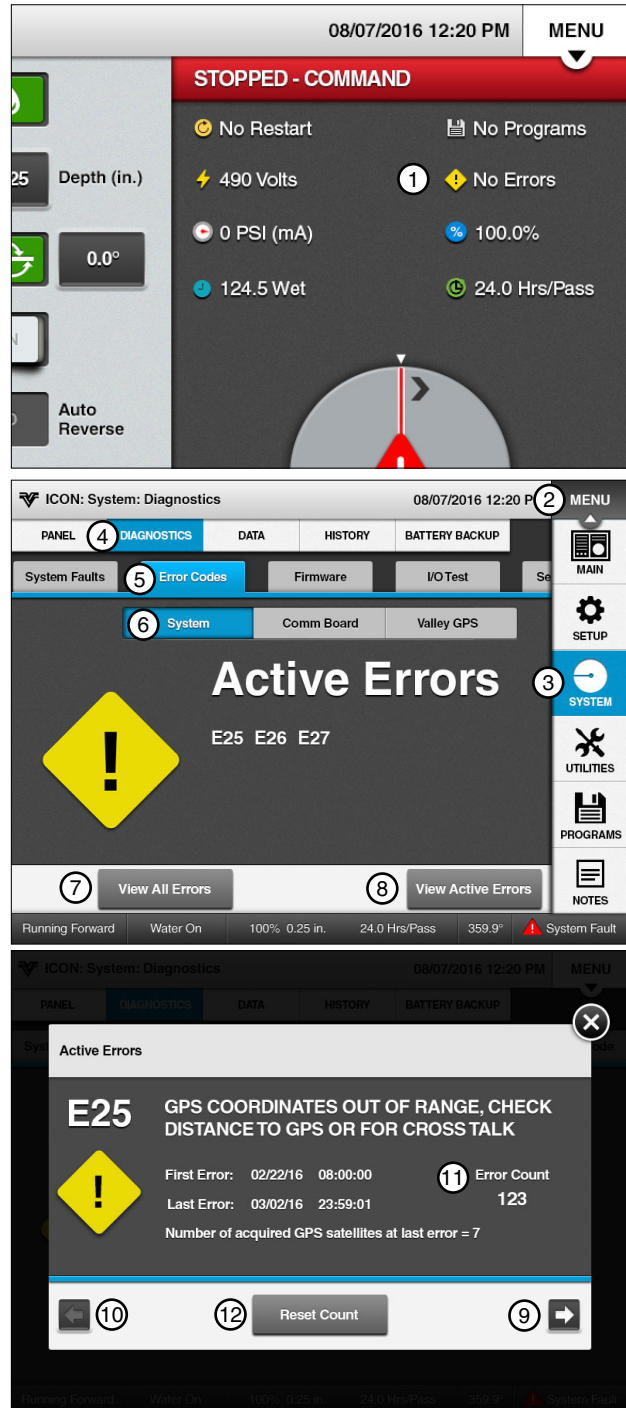 08/07/2016 12:20 PM MENU
STOPPED - COMMAND
No Restart No Programs
25 Depth (in.) 490 Volts 1 No Errors
0.0° 0 PSI (mA) % 100.0%
124.5 Wet 24.0 Hrs/Pass
Auto
Reverse
ICON: System: Diagnostics 08/07/2016 12:20 P 2 MENU
PANEL 4 DIAGNOSTICS DATA HISTORY BATTERY BACKUP
MAIN
System Faults 5 Error Codes Firmware I/O Test Se
6 System Comm Board Valley GPS
SETUP
Active Errors
3 SYSTEM
E25 E26 E27
!
UTILITIES
PROGRAMS
7 View All Errors 8 View Active Errors
NOTES
Running Forward Water On 100% 0.25 in. 24.0 Hrs/Pass 359.9° System Fault
ICON: System: Diagnostics 08/07/2016 12:20 PM MENU
PANEL DIAGNOSTICS DATA HISTORY BATTERY BACKUP
Active Errors
E25 GPS COORDINATES OUT OF RANGE, CHECK
DISTANCE TO GPS OR FOR CROSS TALK
First Error: 02/22/16 08:00:00 11 Error Count
! Last Error: 03/02/16 23:59:01 123
Number of acquired GPS satellites at last error = 7
10 12 Reset Count 9
Running Forward Water On 100% 0.25 in. 24.0 Hrs/Pass 359.9° System Fault